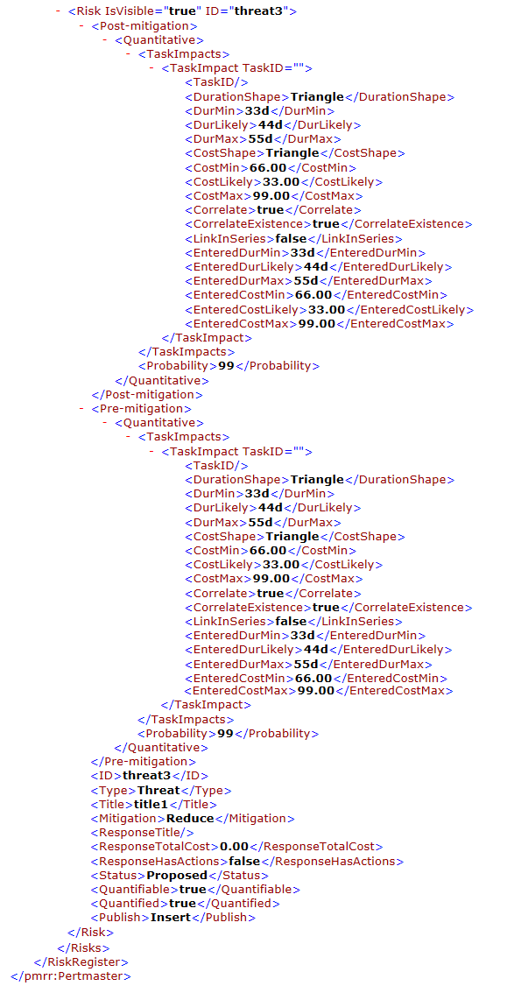 - <Risk IsVisible="true" ID="threat3">
- <Post-mitigation>
- <Quantitative>
- <TaskImpacts>
- <TaskImpact TaskID="">
<TaskID/>
<DurationShape>Triangle</DurationShape>
<DurMin>33d</DurMin>
<DurLikely>44d</DurLikely>
<DurMax>55d</DurMax>
<CostShape>Triangle</CostShape>
<CostMin>66.00</CostMin>
<CostLikely>33.00</CostLikely>
<CostMax>99.00</CostMax>
<Correlate>true</Correlate>
<CorrelateExistence>true</CorrelateExistence>
<LinkInSeries>false</LinkInSeries>
<EnteredDurMin>33d</EnteredDurMin>
<EnteredDurLikely>44d</EnteredDurLikely>
<EnteredDurMax>55d</EnteredDurMax>
<EnteredCostMin>66.00</EnteredCostMin>
<EnteredCostLikely>33.00</EnteredCostLikely>
<EnteredCostMax>99.00</EnteredCostMax>
</TaskImpact>
</TaskImpacts>
<Probability>99</Probability>
</Quantitative>
</Post-mitigation>
- <Pre-mitigation>
- <Quantitative>
- <TaskImpacts>
- <TaskImpact TaskID="">
<TaskID/>
<DurationShape>Triangle</DurationShape>
<DurMin>33d</DurMin>
<DurLikely>44d</DurLikely>
<DurMax>55d</DurMax>
<CostShape>Triangle</CostShape>
<CostMin>66.00</CostMin>
<CostLikely>33.00</CostLikely>
<CostMax>99.00</CostMax>
<Correlate>true</Correlate>
<CorrelateExistence>true</CorrelateExistence>
<LinkInSeries>false</LinkInSeries>
<EnteredDurMin>33d</EnteredDurMin>
<EnteredDurLikely>44d</EnteredDurLikely>
<EnteredDurMax>55d</EnteredDurMax>
<EnteredCostMin>66.00</EnteredCostMin>
<EnteredCostMax>99.00</EnteredCostMax>
</TaskImpact>
</TaskImpacts>
<Probability>99</Probability>
</Quantitative>
</Pre-mitigation>
<ID>threat3</ID>
<Type>Threat</Type>
<Title>title1</Title>
<Mitigation>Reduce</Mitigation>
<ResponseTitle/>
<ResponseTotalCost>0.00</ResponseTotalCost>
<ResponseHasActions>false</ResponseHasActions>
<Status>Proposed</Status>
<Quantifiable>true</Quantifiable>
<Quantified>true</Quantified>
<Publish>Insert</Publish>
</Risk>
</Risks>
</RiskRegister>
</pmrr:Pertmaster>